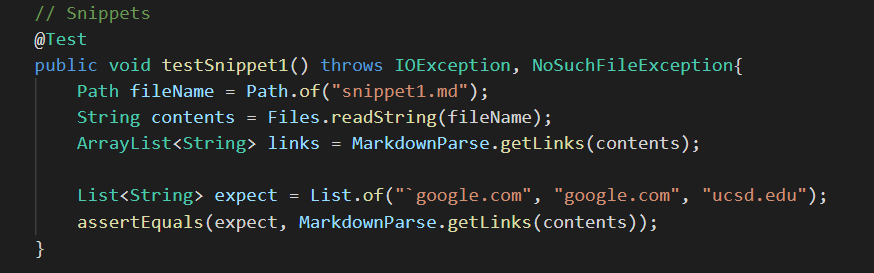 // Snippets
@Test
public void testSnippet1() throws IOException, NoSuchFileException{
    Path fileName = Path.of("snippet1.md");
    String contents = Files.readString(fileName);
    ArrayList<String> links = MarkdownParse.getLinks(contents);

    List<String> expect = List.of("`google.com", "google.com", "ucsd.edu");
    assertEquals(expect, MarkdownParse.getLinks(contents));
}